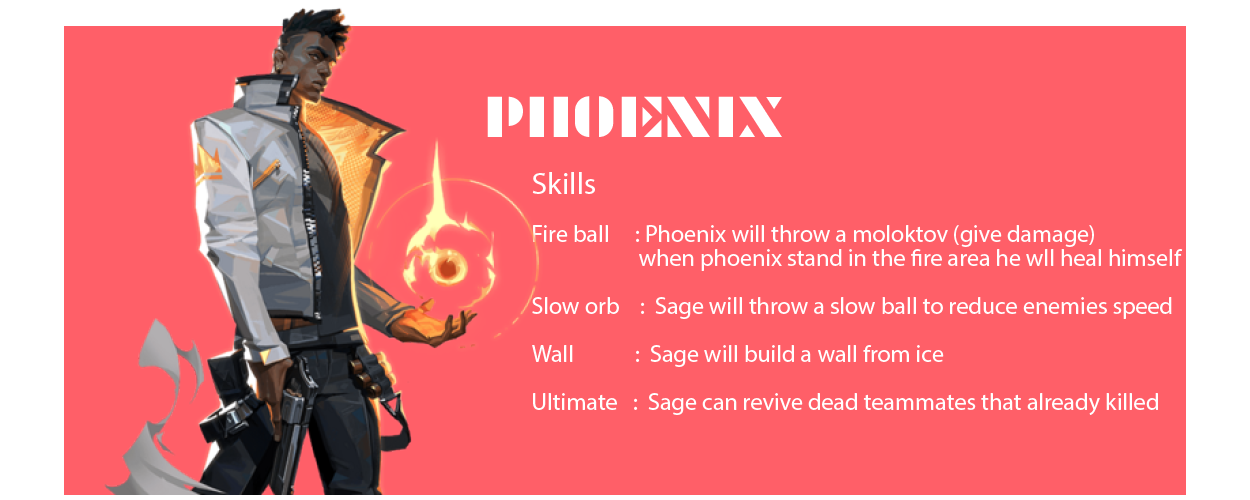 PHOENIX
Skills
Fire ball : Phoenix will throw a moloktov (give damage)
when phoenix stand in the fire area he wll heal himself
Slow orb : Sage will throw a slow ball to reduce enemies speed
Wall : Sage will build a wall from ice
Ultimate : Sage can revive dead teammates that already killed